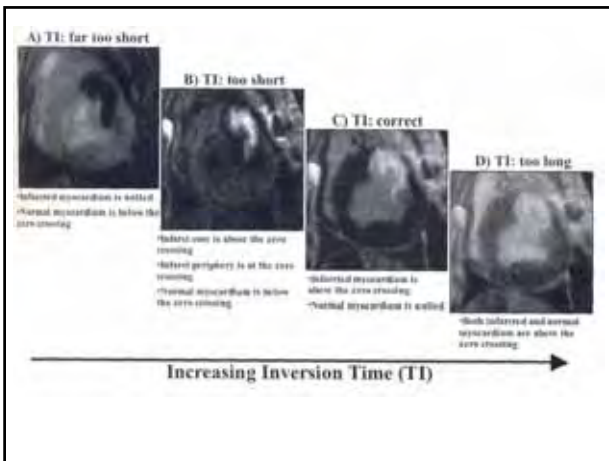 A) TI: far too short
•Infarcted myocardium is nulled
•Normal myocardium is below the
zero crossing
B) TI: too short
•Infarct core is above the zero
crossing
•Infarct periphery is at the zero
crossing
•Normal myocardium is below
the zero crossing
C) TI: correct
•Infarcted myocardium is
above the zero crossing
•Normal myocardium is nulled
D) TI: too long
•Both infarcted and normal
myocardium are above the
zero crossing
Increasing Inversion Time (TI)